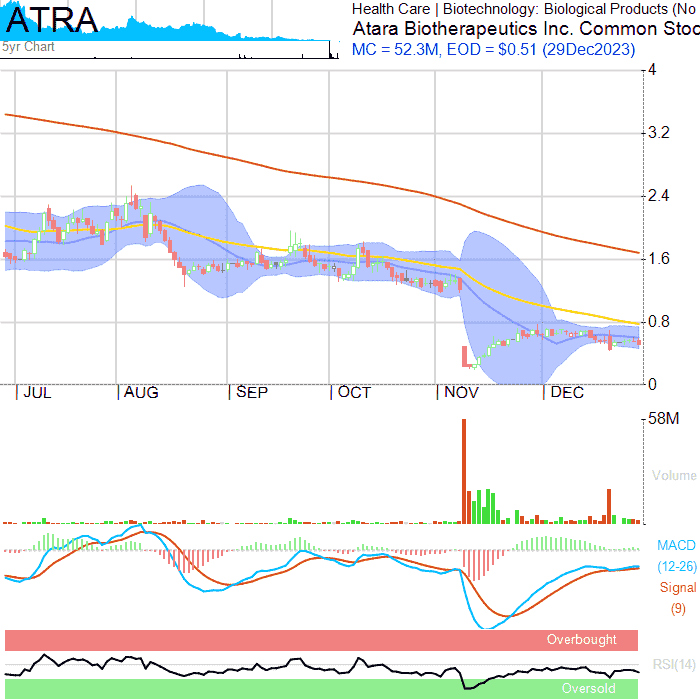 ATRA
5yr Chart
Health Care | Biotechnology: Biological Products (No
Atara Biotherapeutics Inc. Common Stoc
MC = 52.3M, EOD = $0.51 (29Dec2023)
4
3.2
2.4
1.6
0.8
0
JUL AUG SEP OCT NOV DEC
58M
Volume
MACD
(12-26)
Signal
(9)
Overbought
RSI(14)
Oversold